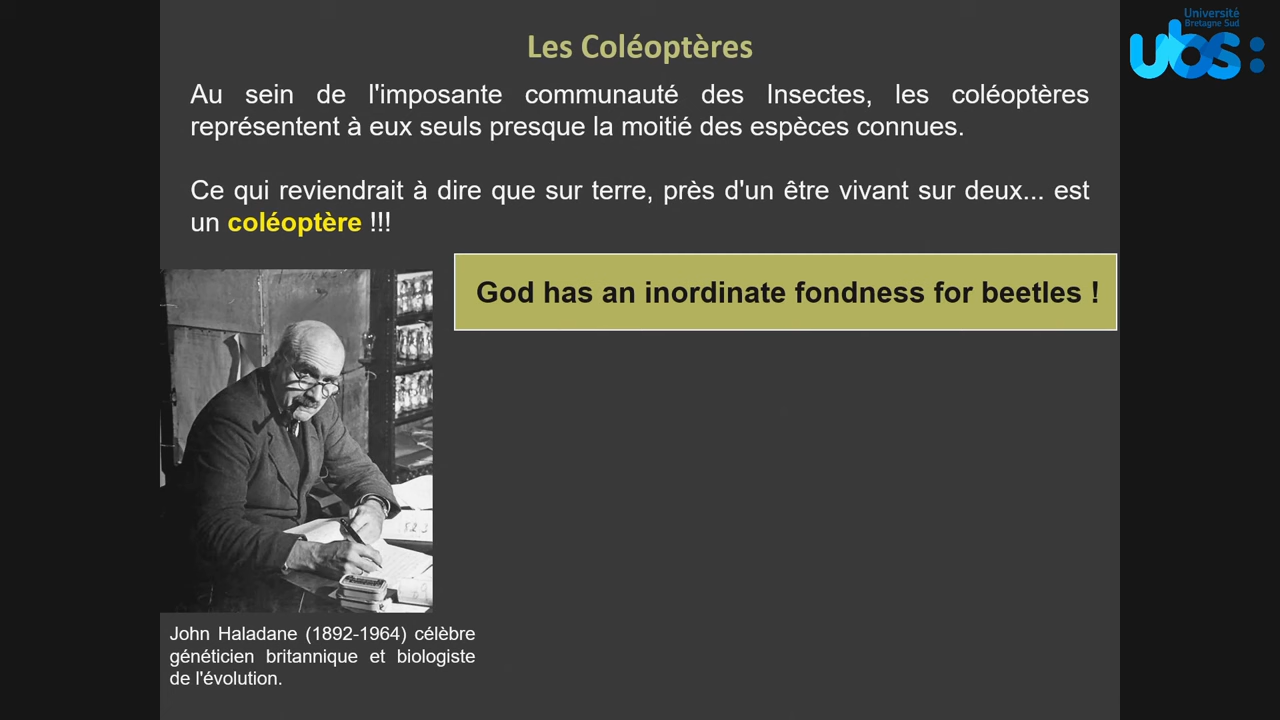 Université
Bretagne Sud
ubs:
Les Coléoptères
Au sein de l'imposante communauté des Insectes, les coléoptères
représentent à eux seuls presque la moitié des espèces connues.
Ce qui reviendrait à dire que sur terre, près d'un être vivant sur deux... est
un coléoptère !!!
God has an inordinate fondness for beetles !
John Haladane (1892-1964) célèbre
généticien britannique et biologiste
de l'évolution.